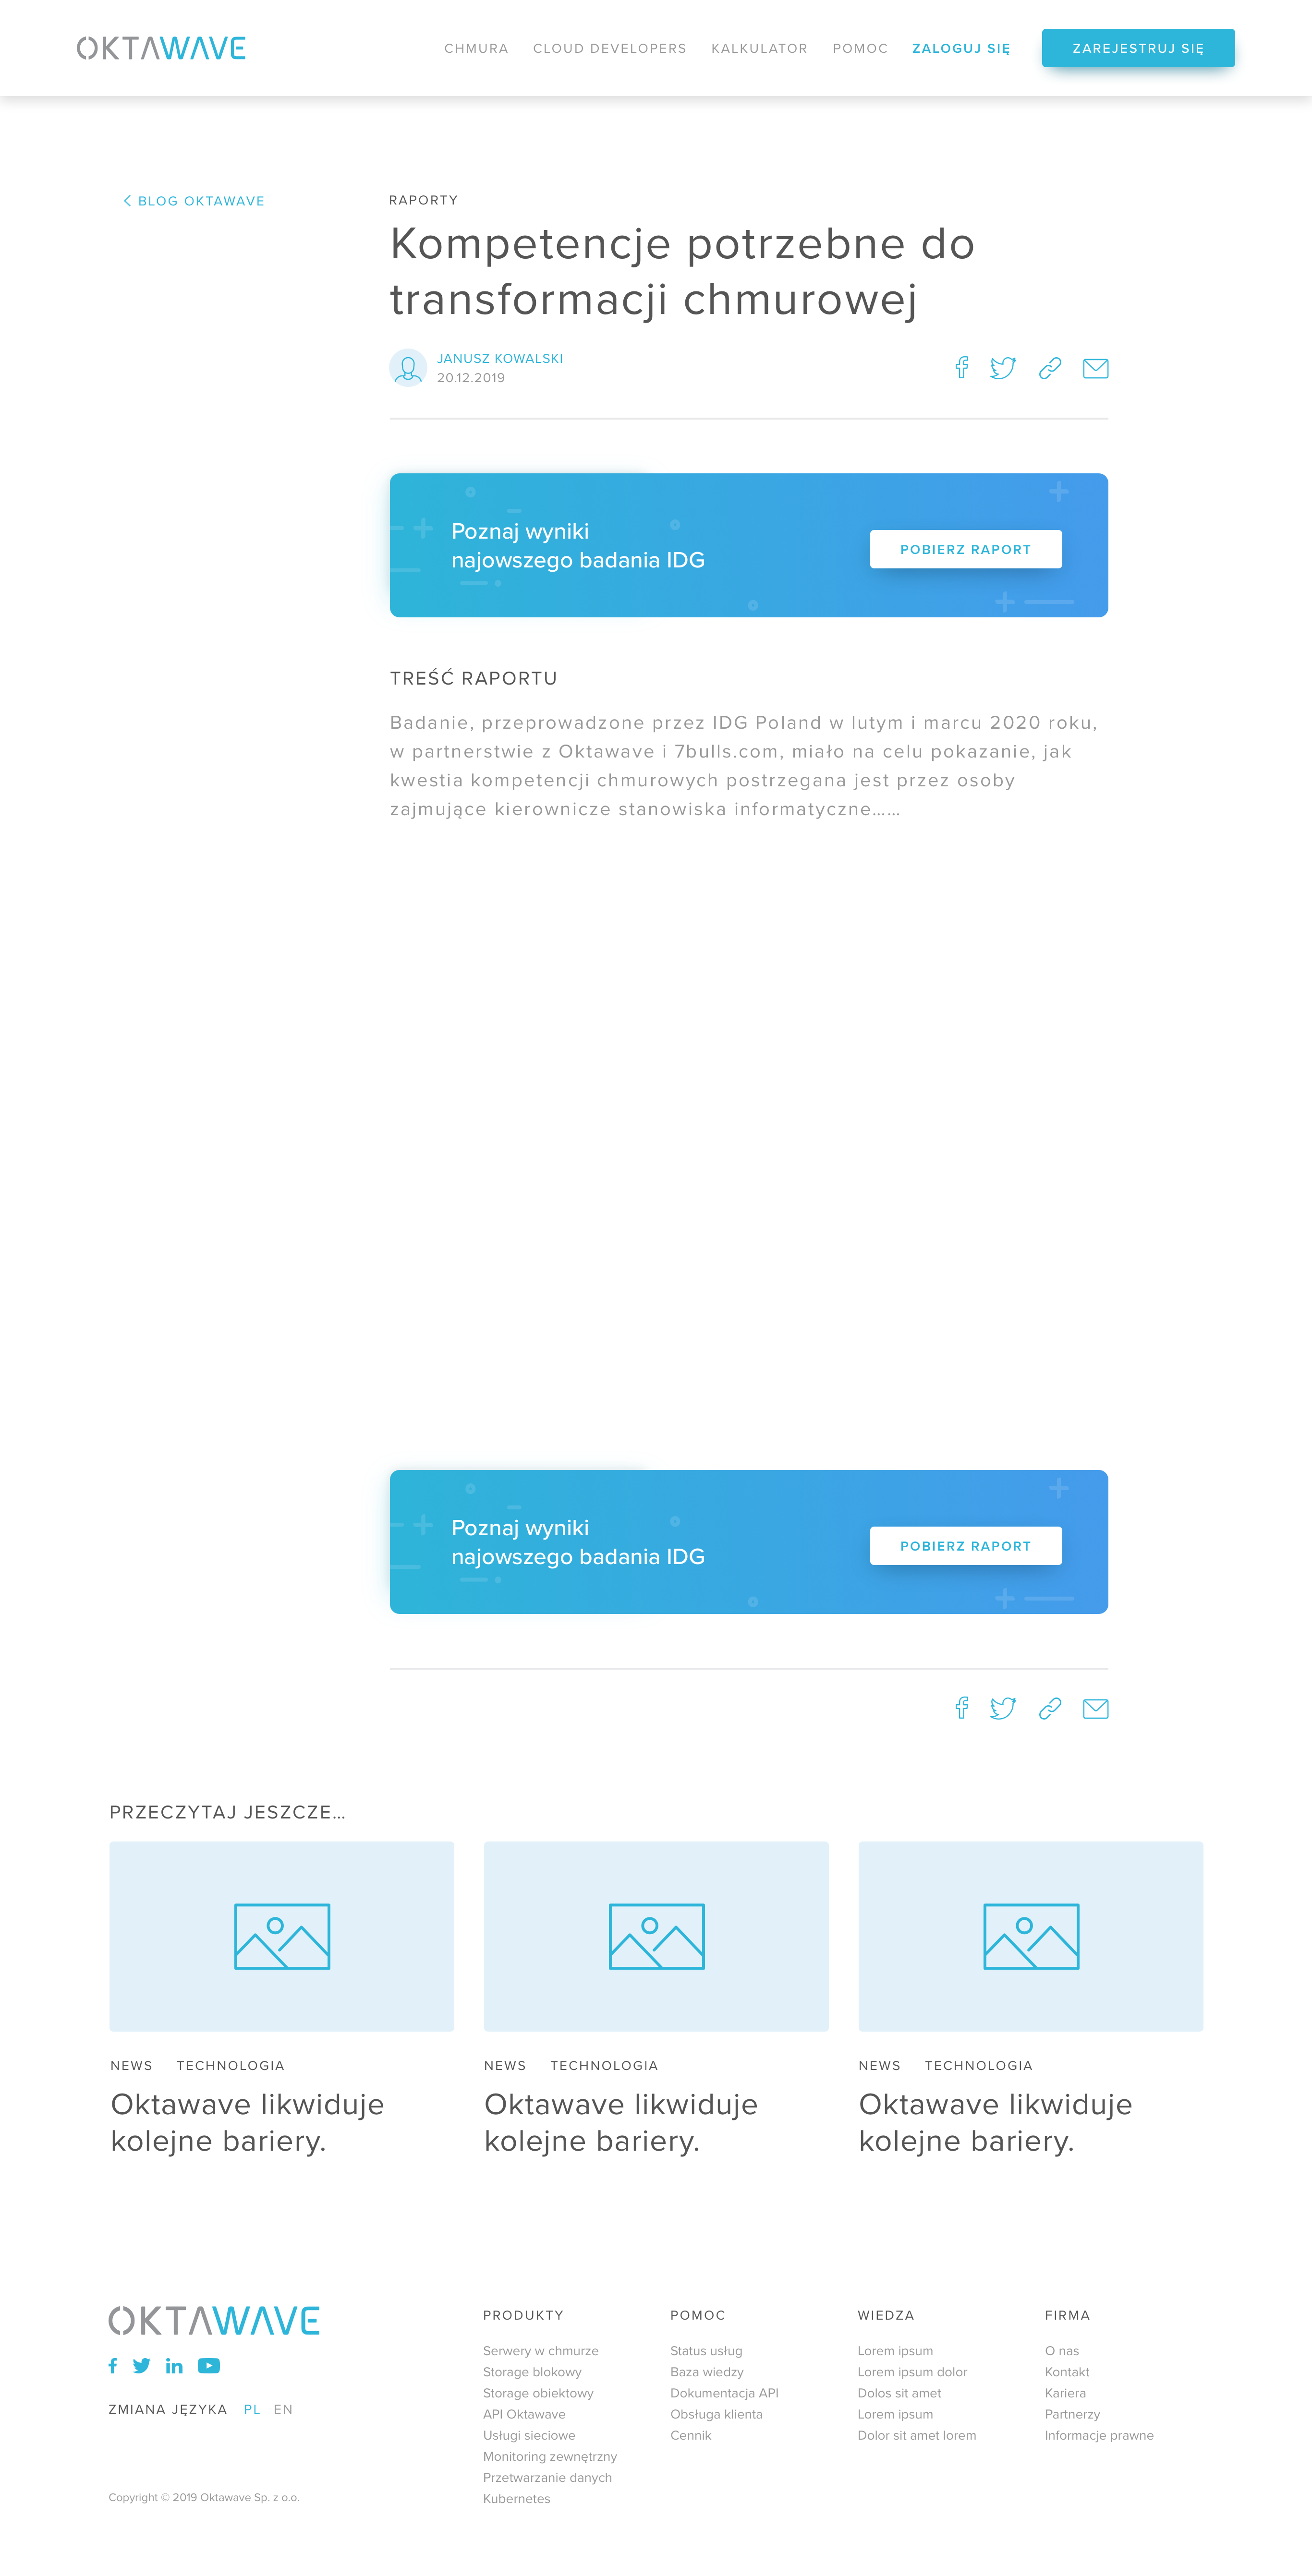 OKTAWAVE
CHMURA CLOUD DEVELOPERS KALKULATOR POMOC ZALOGUJ SIĘ ZAREJESTRUJ SIĘ
BLOG OKTAWAVE
RAPORTY
Kompetencje potrzebne do
transformacji chmurowej
JANUSZ KOWALSKI
20.12.2019
Poznaj wyniki
najowszego badania IDG
POBIERZ RAPORT
TREŚĆ RAPORTU
Badanie, przeprowadzone przez IDG Poland w lutym i marcu 2020 roku,
w partnerstwie z Oktawave i 7bulls.com, miało na celu pokazanie, jak
kwestia kompetencji chmurowych postrzegana jest przez osoby
zajmujące kierownicze stanowiska informatyczne......
Poznaj wyniki
najowszego badania IDG
POBIERZ RAPORT
PRZECZYTAJ JESZCZE...
NEWS TECHNOLOGIA
Oktawave likwiduje
kolejne bariery.
NEWS TECHNOLOGIA
Oktawave likwiduje
kolejne bariery.
NEWS TECHNOLOGIA
Oktawave likwiduje
kolejne bariery.
OKTAWAVE
ZMIANA JĘZYKA PL EN
Copyright © 2019 Oktawave Sp. z o.o.
PRODUKTY
Serwery w chmurze
Storage blokowy
Storage obiektowy
API Oktawave
Usługi sieciowe
Monitoring zewnętrzny
Przetwarzanie danych
Kubernetes
POMOC
Status usług
Baza wiedzy
Dokumentacja API
Obsługa klienta
Cennik
WIEDZA
Lorem ipsum
Lorem ipsum dolor
Dolos sit amet
Lorem ipsum
Dolor sit amet lorem
FIRMA
O nas
Kontakt
Kariera
Partnerzy
Informacje prawne